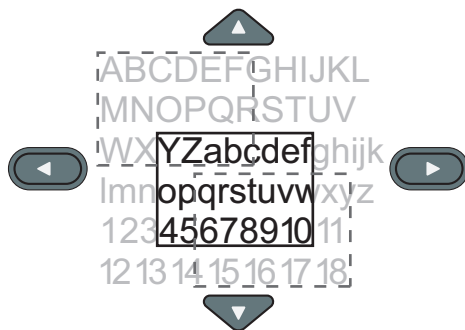 ABCDEFGHIJKL
MNOPQRSTUV
WXYZabcdefghijk
lmnopqrstuvwxyz
1234567891011
12131415161718